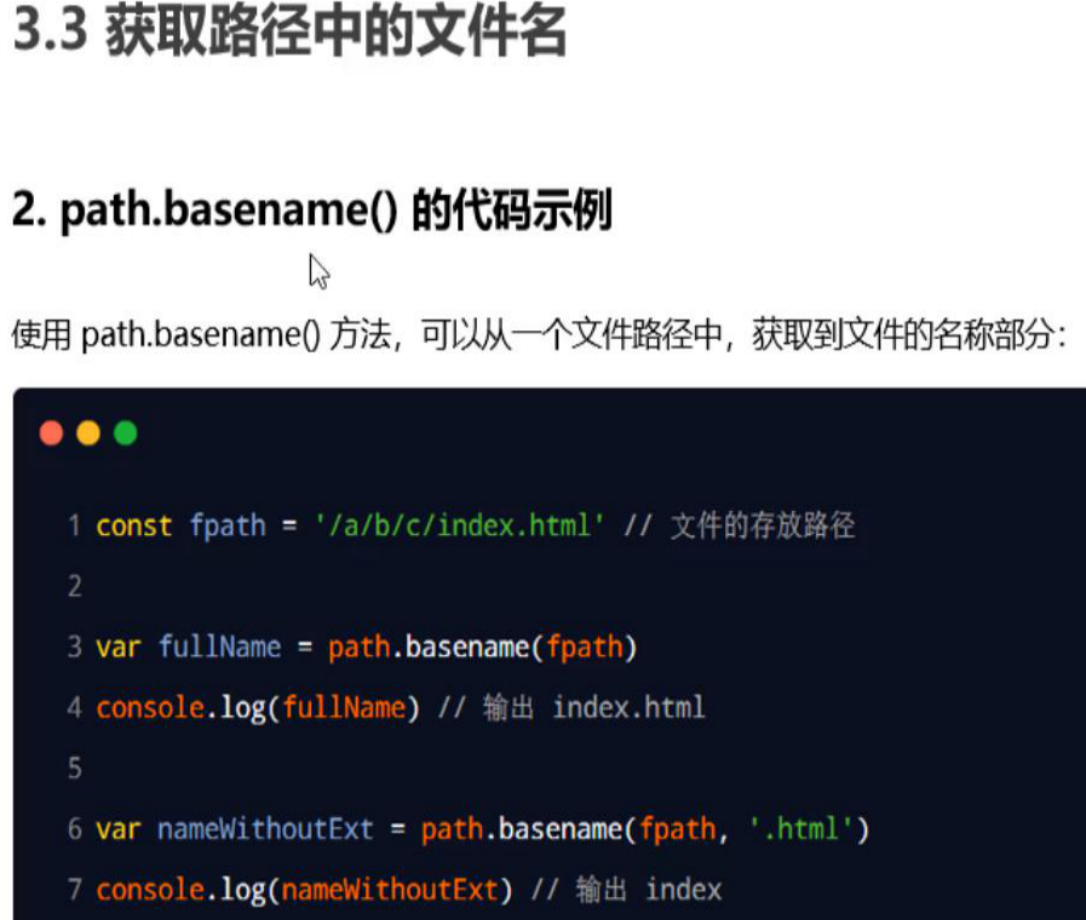 3.3 获取路径中的文件名
2. path.basename() 的代码示例
使用 path.basename() 方法，可以从一个文件路径中，获取到文件的名称部分：
1 const fpath = '/a/b/c/index.html' // 文件的存放路径
2
3 var fullName = path.basename(fpath)
4 console.log(fullName) // 输出 index.html
5
6 var nameWithoutExt = path.basename(fpath, '.html')
7 console.log(nameWithoutExt) // 输出 index